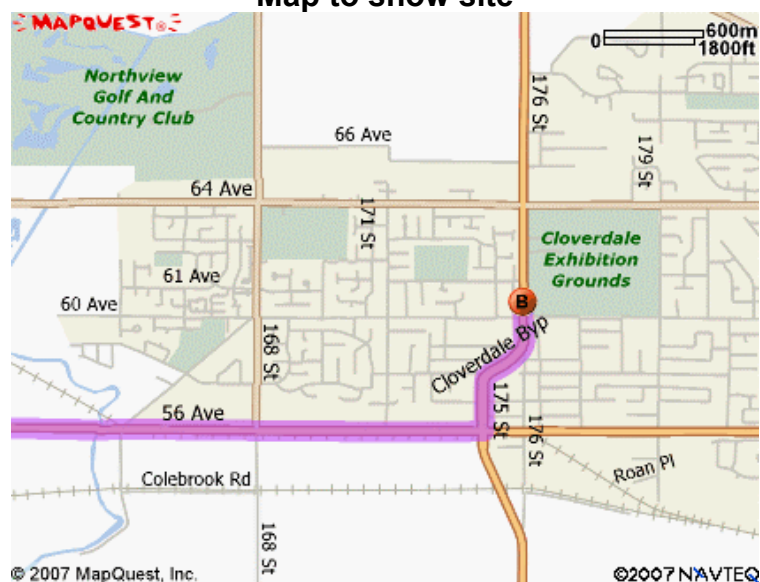 Map to show site
MAPQUEST®
0 600m
1800ft
Northview
Golf And
Country Club
176 St
66 Ave
179 St
64 Ave
171 St
Cloverdale
Exhibition
Grounds
61 Ave
60 Ave
B
168 St
Cloverdale Byp
56 Ave
175 St
176 St
Roan Pl
Colebrook Rd
168 St
© 2007 MapQuest, Inc.
©2007 NAVTEQ